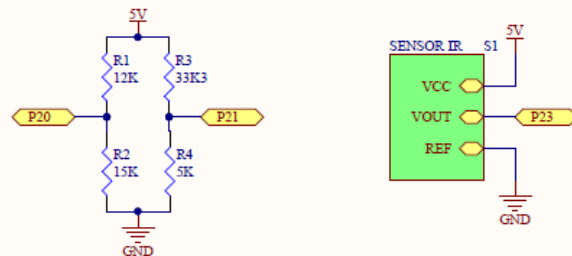 5V
R1
12K
R3
33K3
P20
P21
R2
15K
R4
5K
GND
SENSOR IR
S1
5V
VCC
VOUT
P23
REF
GND